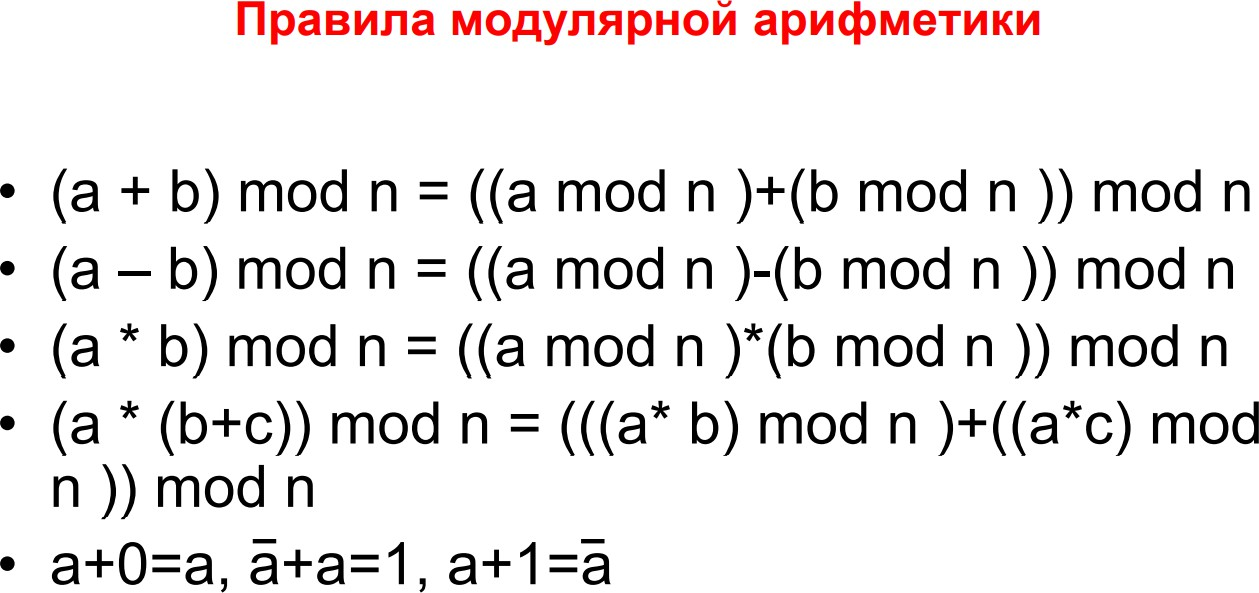 Правила модулярной арифметики
• (a + b) mod n = ((a mod n )+(b mod n )) mod n
• (a – b) mod n = ((a mod n )-(b mod n )) mod n
• (a * b) mod n = ((a mod n )*(b mod n )) mod n
• (a * (b+c)) mod n = (((a* b) mod n )+((a*c) mod
n )) mod n
• a+0=a, a̅+a=1, a+1=a̅